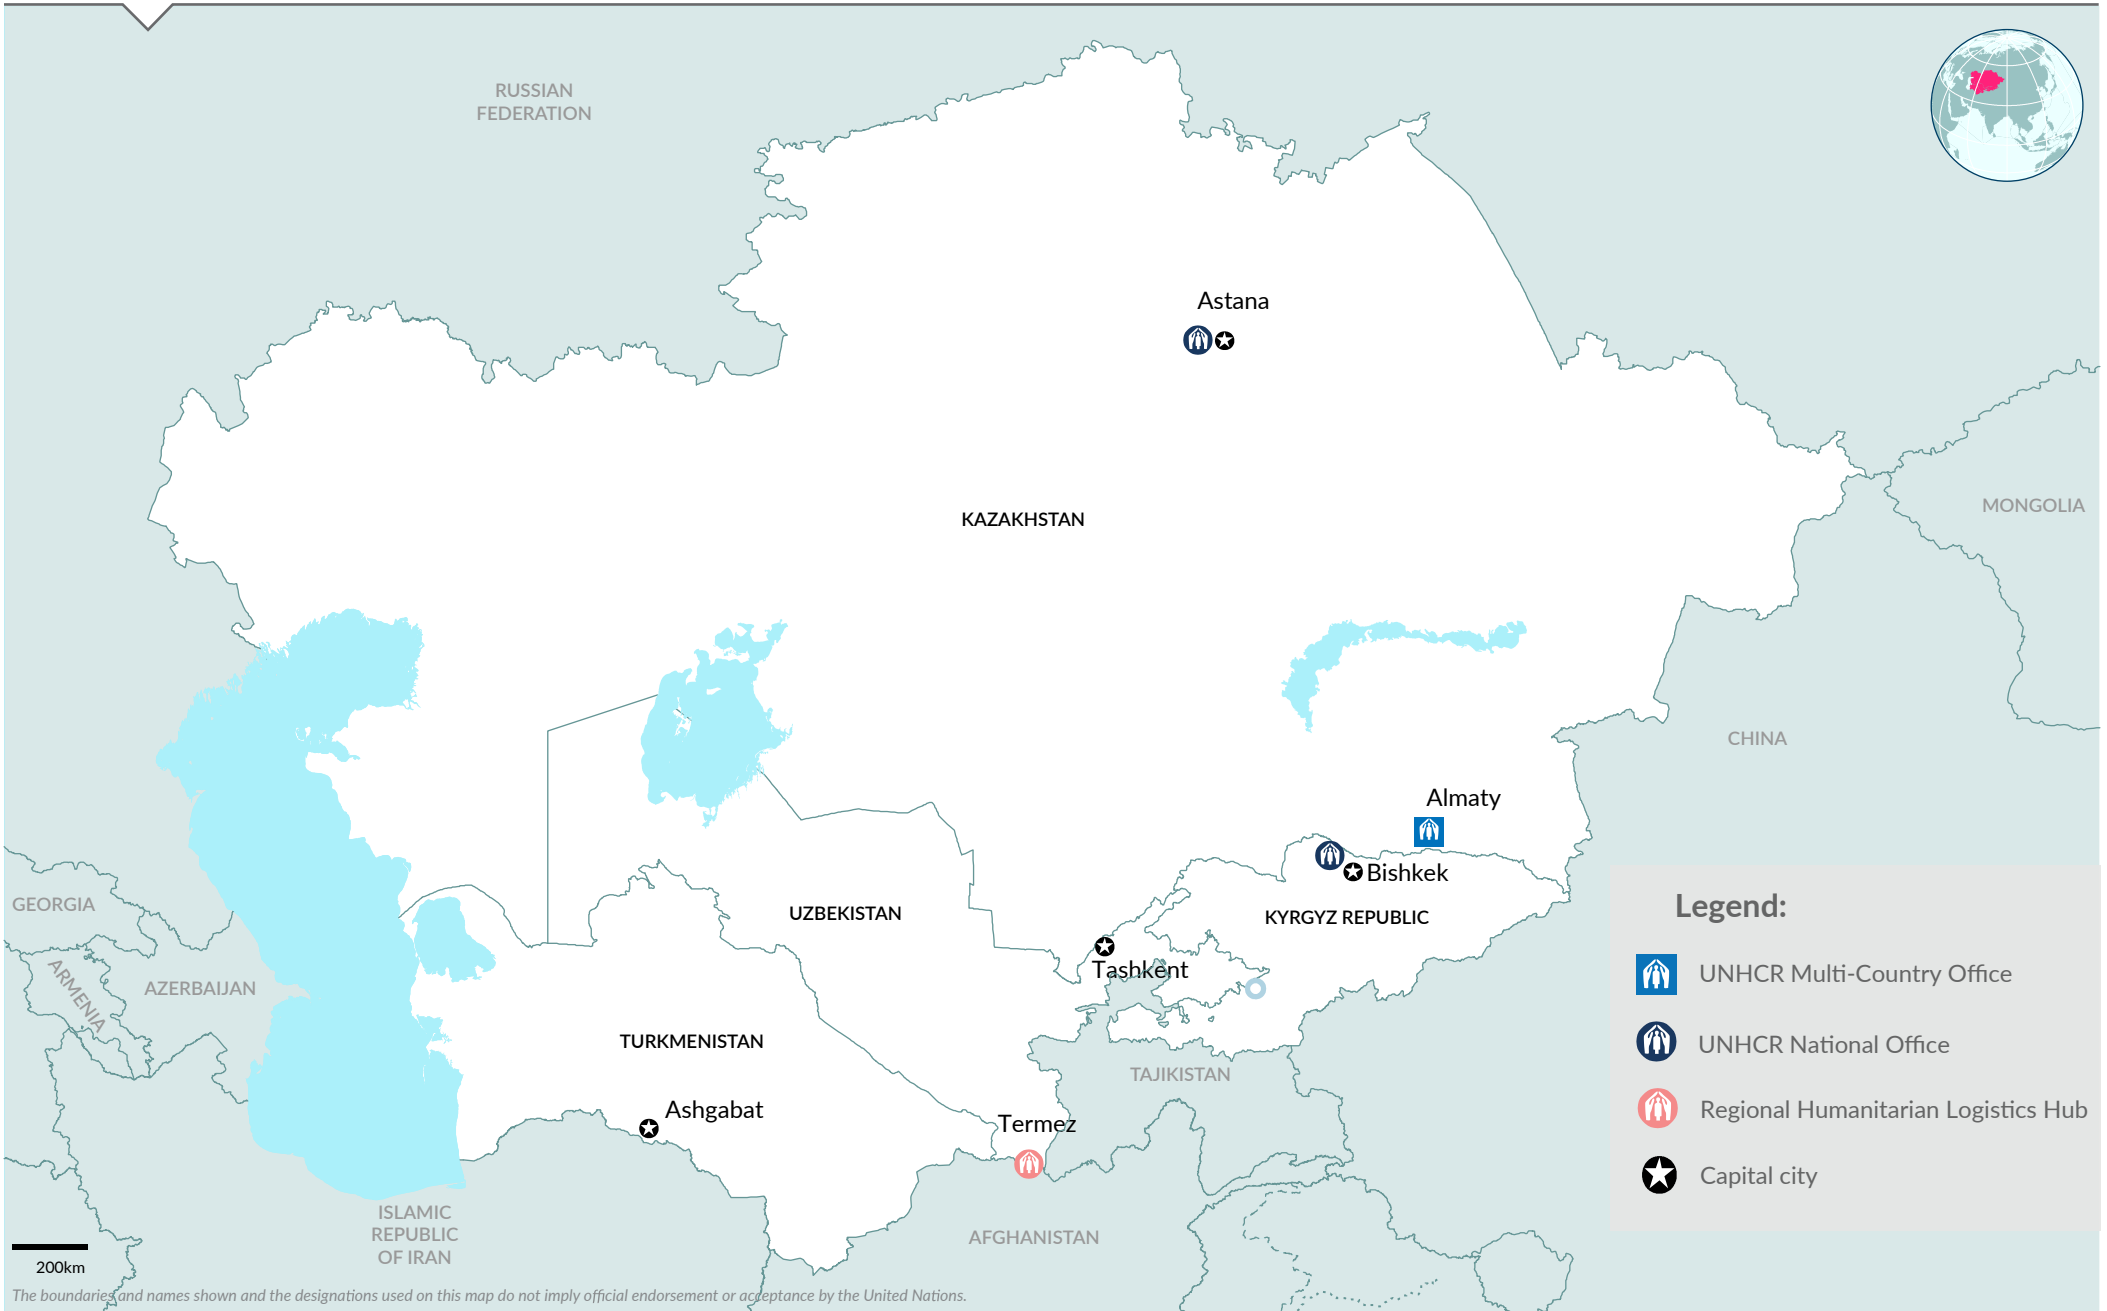 RUSSIAN
FEDERATION
Astana
KAZAKHSTAN
MONGOLIA
CHINA
Almaty
Bishkek
GEORGIA
UZBEKISTAN
KYRGYZ REPUBLIC
Tashkent
ARMENIA
AZERBAIJAN
TURKMENISTAN
TAJIKISTAN
Ashgabat
Termez
ISLAMIC
REPUBLIC
OF IRAN
AFGHANISTAN
Legend:
UNHCR Multi-Country Office
UNHCR National Office
Regional Humanitarian Logistics Hub
Capital city
200km
The boundaries and names shown and the designations used on this map do not imply official endorsement or acceptance by the United Nations.